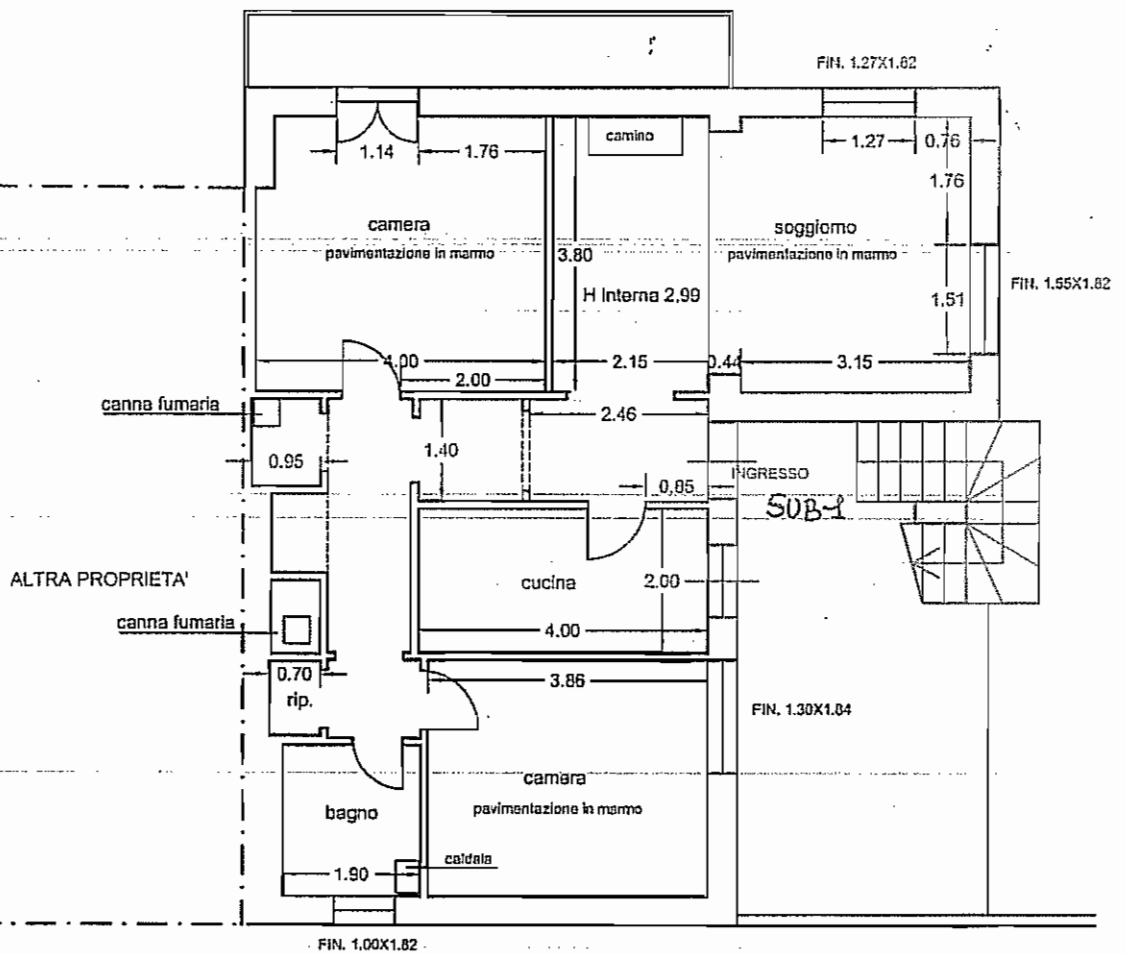 FIN. 1.27X1.82
camino
1.14
1.76
1.27
0.76
1.76
camera
pavimentazione in marmo
soggiorno
pavimentazione in marmo
3.80
H Interna 2,99
FIN. 1.55X1.82
1.51
4.00
2.15
0.44
3.15
2.00
canna fumaria
2.46
0.95
1.40
0,85
INGRESSO
SUB-1
ALTRA PROPRIETA'
cucina
2.00
canna fumaria
4.00
0.70
rip.
3.86
FIN. 1.30X1.84
camera
pavimentazione in marmo
bagno
caldaia
1.90
FIN. 1,00X1.82